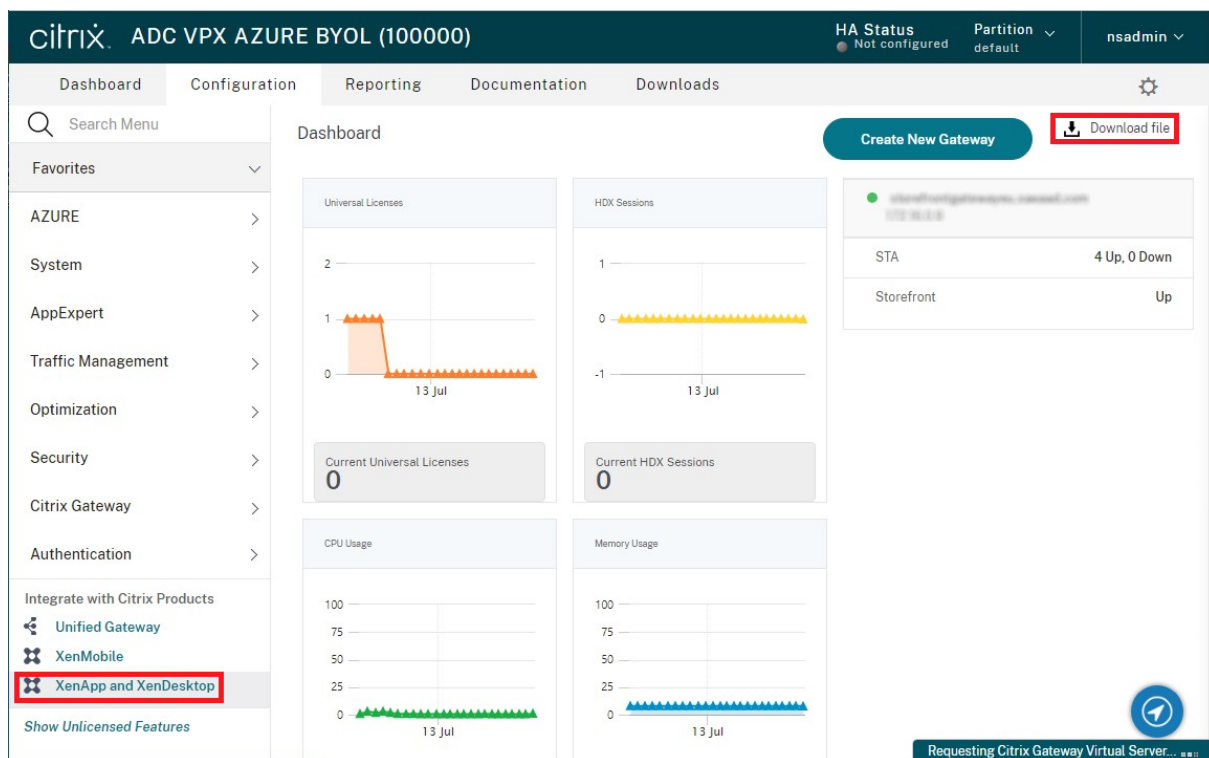 citrix. ADC VPX AZURE BYOL (100000)
HA Status
Not configured
Partition
default
nsadmin
Dashboard
Configuration
Reporting
Documentation
Downloads
Search Menu
Favorites
AZURE
System
AppExpert
Traffic Management
Optimization
Security
Citrix Gateway
Authentication
Integrate with Citrix Products
Unified Gateway
XenMobile
XenApp and XenDesktop
Show Unlicensed Features
Dashboard
Create New Gateway
Download file
Universal Licenses
2
1
0
13 Jul
Current Universal Licenses
0
HDX Sessions
1
0
-1
13 Jul
Current HDX Sessions
0
STA 4 Up, 0 Down
Storefront Up
CPU Usage
100
75
50
25
0
13 Jul
Memory Usage
100
75
50
25
0
13 Jul
Requesting Citrix Gateway Virtual Server...